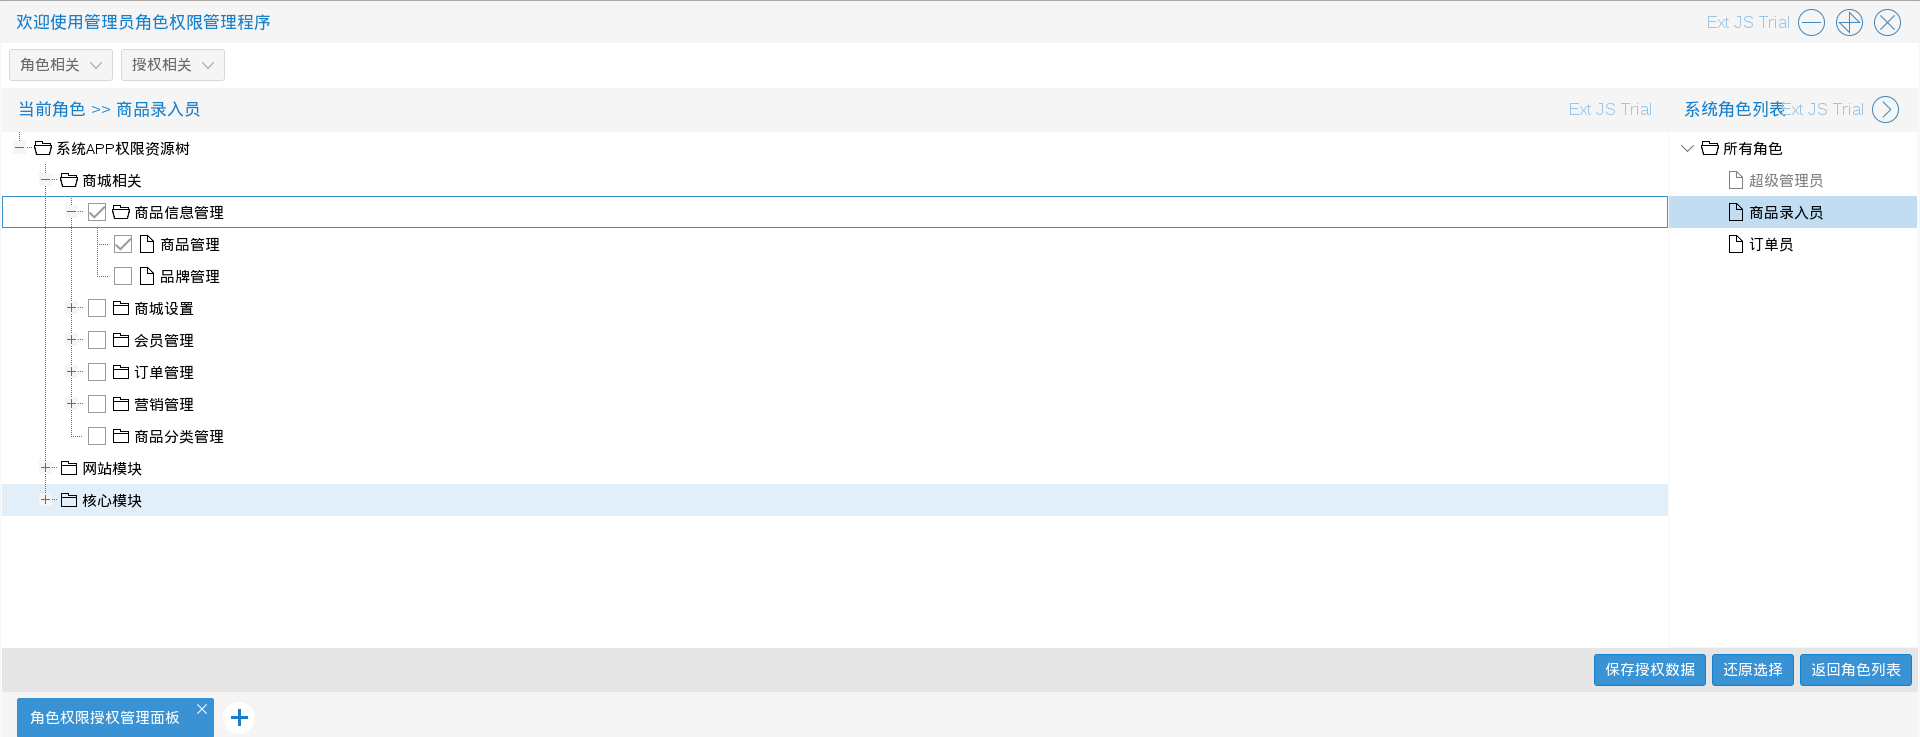 欢迎使用管理员角色权限管理程序
Ext JS Trial
角色相关
授权相关
当前角色 >> 商品录入员
Ext JS Trial
系统角色列表
Ext JS Trial
系统APP权限资源树
商城相关
商品信息管理
商品管理
品牌管理
商城设置
会员管理
订单管理
营销管理
商品分类管理
网站模块
核心模块
所有角色
超级管理员
商品录入员
订单员
保存授权数据
还原选择
返回角色列表
角色权限授权管理面板